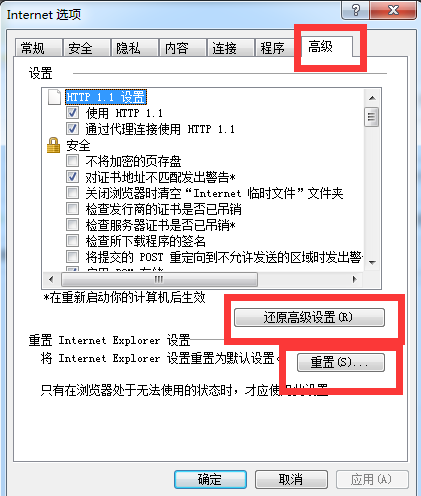 Internet 选项
常规 安全 隐私 内容 连接 程序 高级
设置
HTTP 1.1 设置
使用 HTTP 1.1
通过代理连接使用 HTTP 1.1
安全
不将加密的页存盘
对证书地址不匹配发出警告*
关闭浏览器时清空“Internet 临时文件”文件夹
检查发行商的证书是否已吊销
检查服务器证书是否已吊销*
检查所下载程序的签名
将提交的 POST 重定向到不允许发送的区域时发出警
*在重新启动你的计算机后生效
还原高级设置(R)
重置 Internet Explorer 设置
将 Internet Explorer 设置重置为默认设置
重置(S)...
只有在浏览器处于无法使用的状态时，才应使用此设置
确定 取消 应用(A)